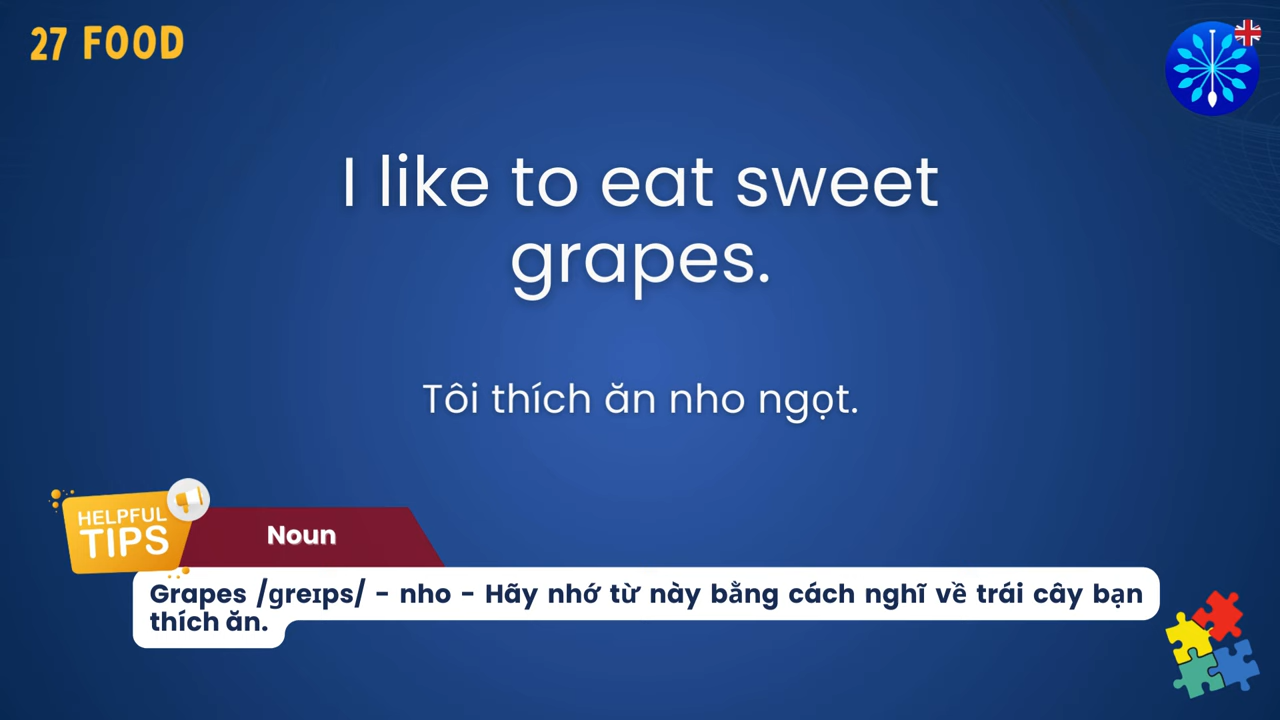 27 FOOD
I like to eat sweet
grapes.
Tôi thích ăn nho ngọt.
HELPFUL
TIPS
Noun
Grapes /ɡreɪps/ - nho - Hãy nhớ từ này bằng cách nghĩ về trái cây bạn
thích ăn.